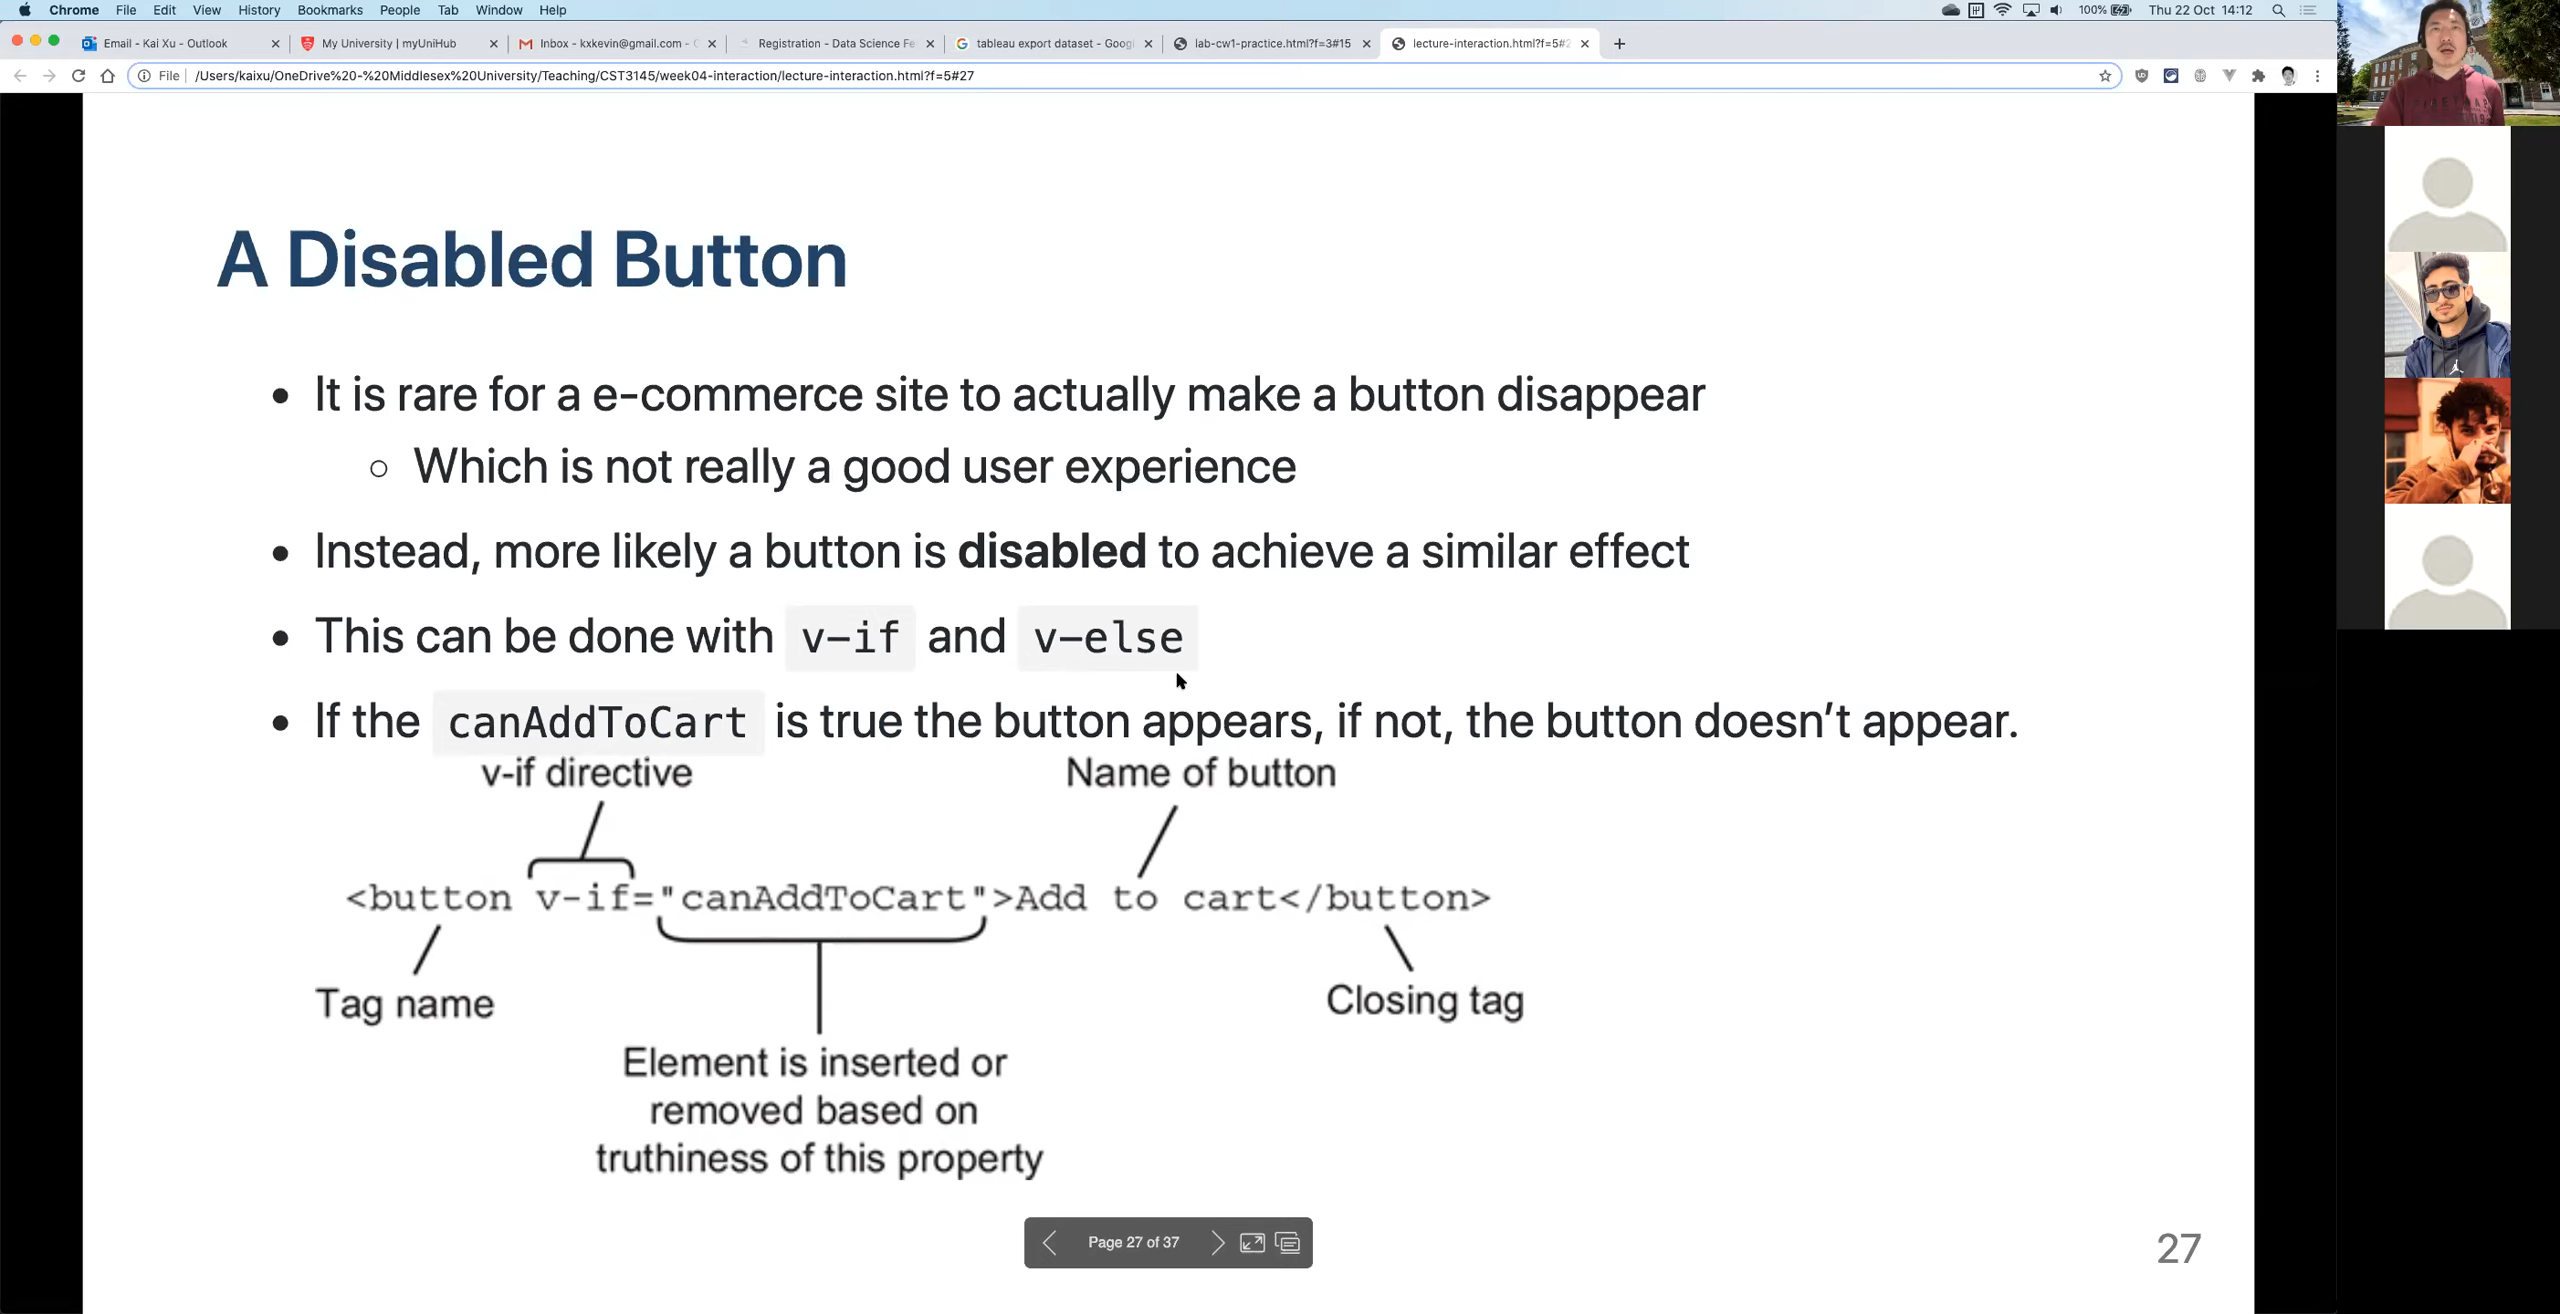 Chrome File Edit View History Bookmarks People Tab Window Help 100% Thu 22 Oct 14:12
Email - Kai Xu - Outlook My University | myUniHub Inbox - kxkevin@gmail.com - Registration - Data Science Fe tableau export dataset - Goog lab-cw1-practice.html?f=3#15 lecture-interaction.html?f=5#2
File /Users/kaixu/OneDrive%20-%20Middlesex%20University/Teaching/CST3145/week04-interaction/lecture-interaction.html?f=5#27
A Disabled Button
• It is rare for a e-commerce site to actually make a button disappear
○ Which is not really a good user experience
• Instead, more likely a button is disabled to achieve a similar effect
• This can be done with v-if and v-else
• If the canAddToCart is true the button appears, if not, the button doesn't appear.
v-if directive Name of button
<button v-if="canAddToCart">Add to cart</button>
Tag name Closing tag
Element is inserted or
removed based on
truthiness of this property
Page 27 of 37
27